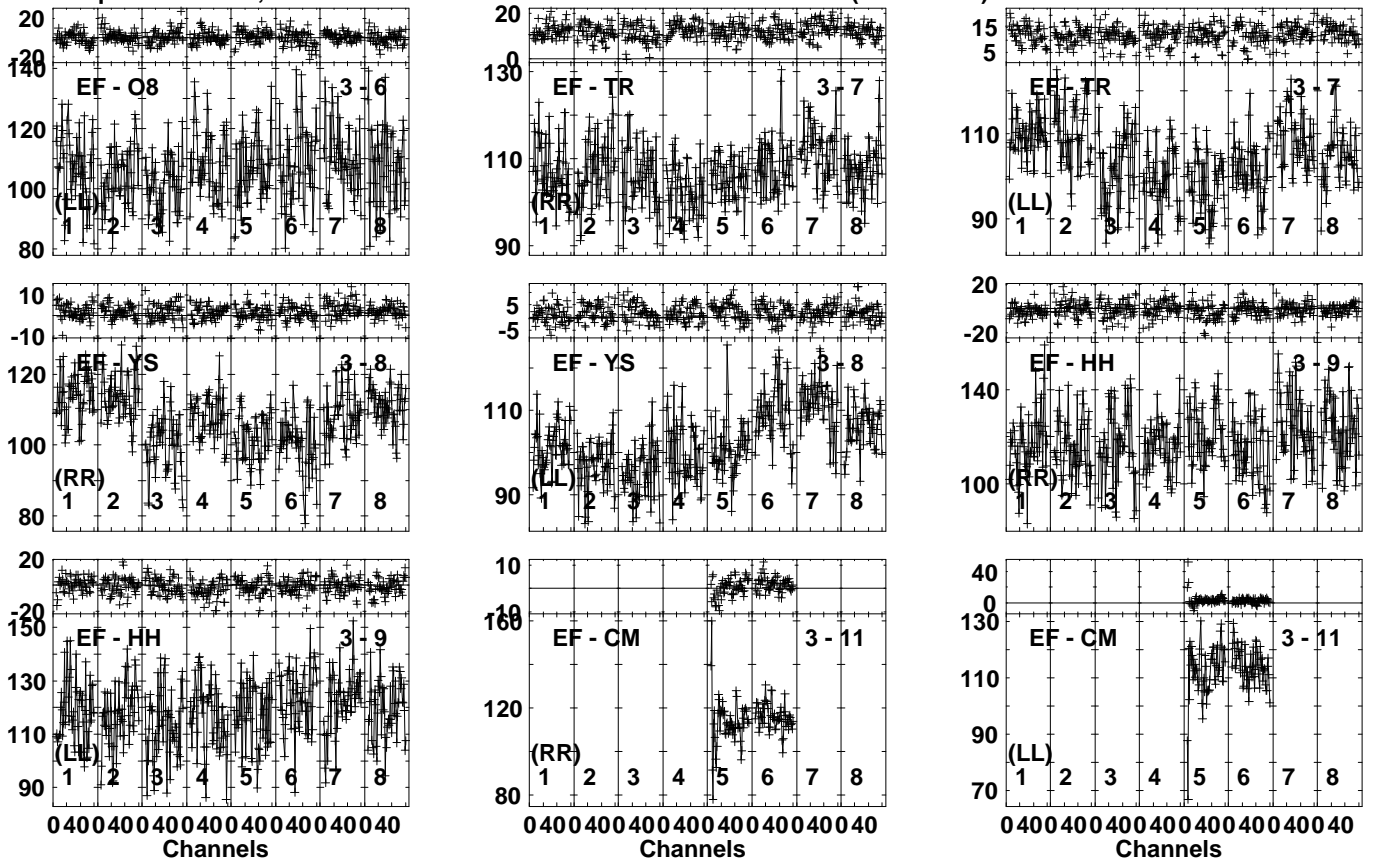 20
20
140
EF - O8 3 - 6
120
100
(LL)
1 2 3 4 5 6 7 8
80
20
0
130
EF - TR 3 - 7
110
(RR)
1 2 3 4 5 6 7 8
90
15
5
EF - TR 3 - 7
110
(LL)
90
1 2 3 4 5 6 7 8
10
-10
EF - YS 3 - 8
120
100
(RR)
1 2 3 4 5 6 7 8
80
5
-5
EF - YS 3 - 8
110
(LL)
90
1 2 3 4 5 6 7 8
20
-20
EF - HH 3 - 9
140
(RR)
100
1 2 3 4 5 6 7 8
20
-20
150
EF - HH 3 - 9
130
110
(LL)
1 2 3 4 5 6 7 8
90
0 40 0 40 0 40 0 40 0 40 0 40 0 40 0 40
Channels
10
10
160
EF - CM 3 - 11
120
(RR)
1 2 3 4 5 6 7 8
80
0 40 0 40 0 40 0 40 0 40 0 40 0 40 0 40
Channels
40
0
130
EF - CM 3 - 11
110
90
(LL)
1 2 3 4 5 6 7 8
70
0 40 0 40 0 40 0 40 0 40 0 40 0 40 0 40
Channels